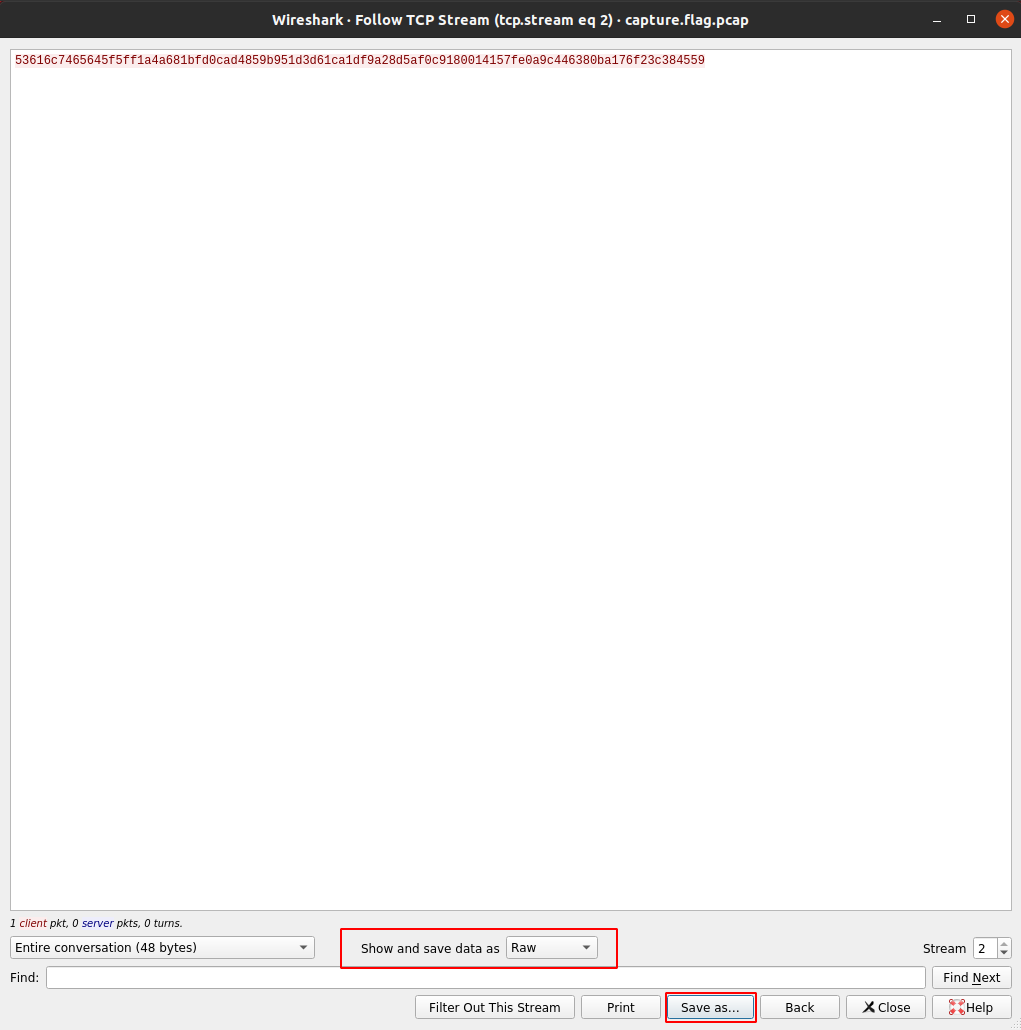 Wireshark · Follow TCP Stream (tcp.stream eq 2) · capture.flag.pcap
53616c7465645f5ff1a4a681bfd0cad4859b951d3d61ca1df9a28d5af0c9180014157fe0a9c446380ba176f23c384559
1 client pkt, 0 server pkts, 0 turns.
Entire conversation (48 bytes) Show and save data as Raw Stream 2
Find: Find Next
Filter Out This Stream Print Save as... Back Close Help